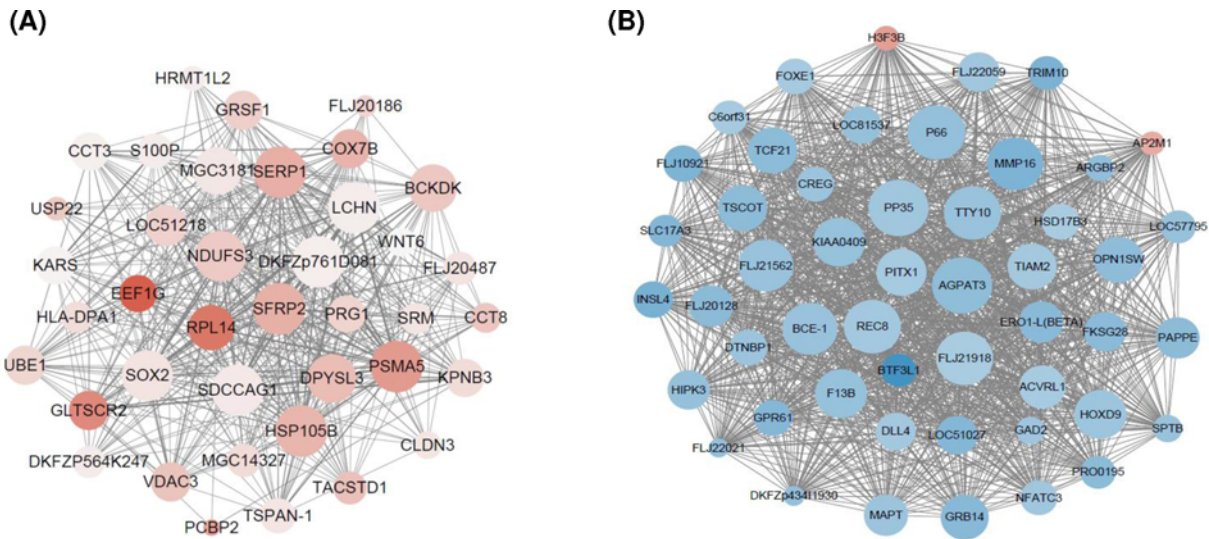 (A)
HRMT1L2
GRSF1
FLJ20186
CCT3
S100P
COX7B
MGC3181
SERP1
BCKDK
USP22
LCHN
LOC51218
WNT6
KARS
NDUFS3
DKFZp761D081
FLJ20487
EEF1G
HLA-DPA1
RPL14
SFRP2
PRG1
SRM
CCT8
UBE1
SOX2
SDCCAG1
DPYSL3
PSMA5
KPNB3
GLTSCR2
HSP105B
CLDN3
DKFZP564K247
MGC14327
VDAC3
TACSTD1
TSPAN-1
PCBP2
(B)
H3F3B
FOXE1
FLJ22059
TRIM10
C6orf31
LOC81537
P66
AP2M1
FLJ10921
TCF21
MMP16
ARGBP2
CREG
TSCOT
PP35
TTY10
HSD17B3
LOC57795
SLC17A3
KIAA0409
FLJ21562
PITX1
TIAM2
OPN1SW
INSL4
FLJ20128
AGPAT3
BCE-1
REC8
ERO1-L(BETA)
FKSG28
PAPPE
DTNBP1
FLJ21918
BTF3L1
HIPK3
F13B
ACVRL1
HOXD9
GPR61
DLL4
LOC51027
GAD2
SPTB
FLJ22021
PRO0195
DKFZp434I1930
NFATC3
MAPT
GRB14